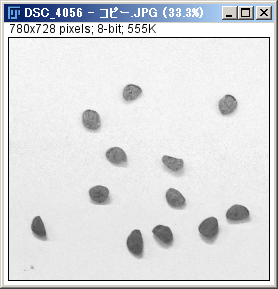 DSC_4056 - コピー.JPG (33.3%)
780x728 pixels; 8-bit; 555K